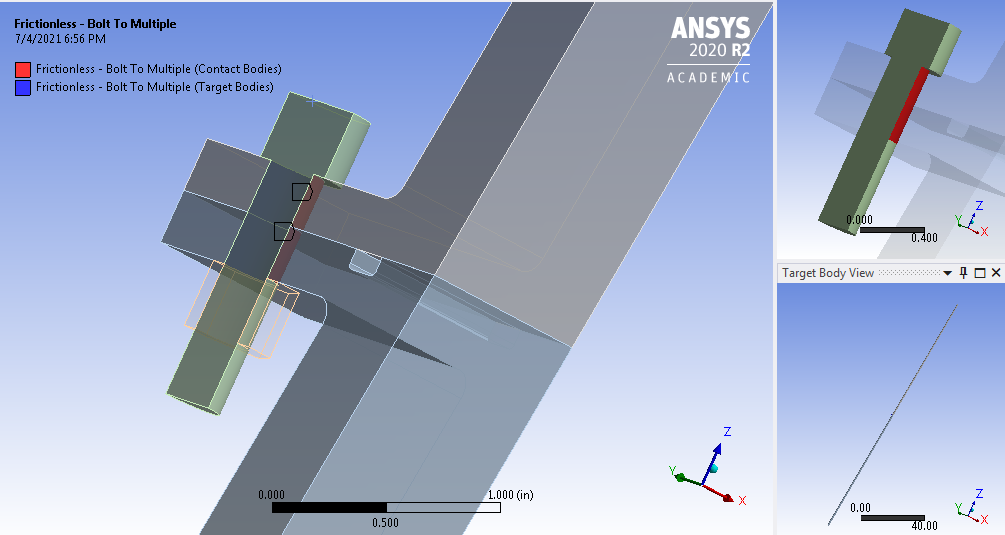 Frictionless - Bolt To Multiple
7/4/2021 6:56 PM
Frictionless - Bolt To Multiple (Contact Bodies)
Frictionless - Bolt To Multiple (Target Bodies)
ANSYS
2020 R2
ACADEMIC
0.000
1.000 (in)
0.500
Z
Y
X
0.000
0.400
Z
Y
X
Target Body View
0.00
40.00
Z
Y
X